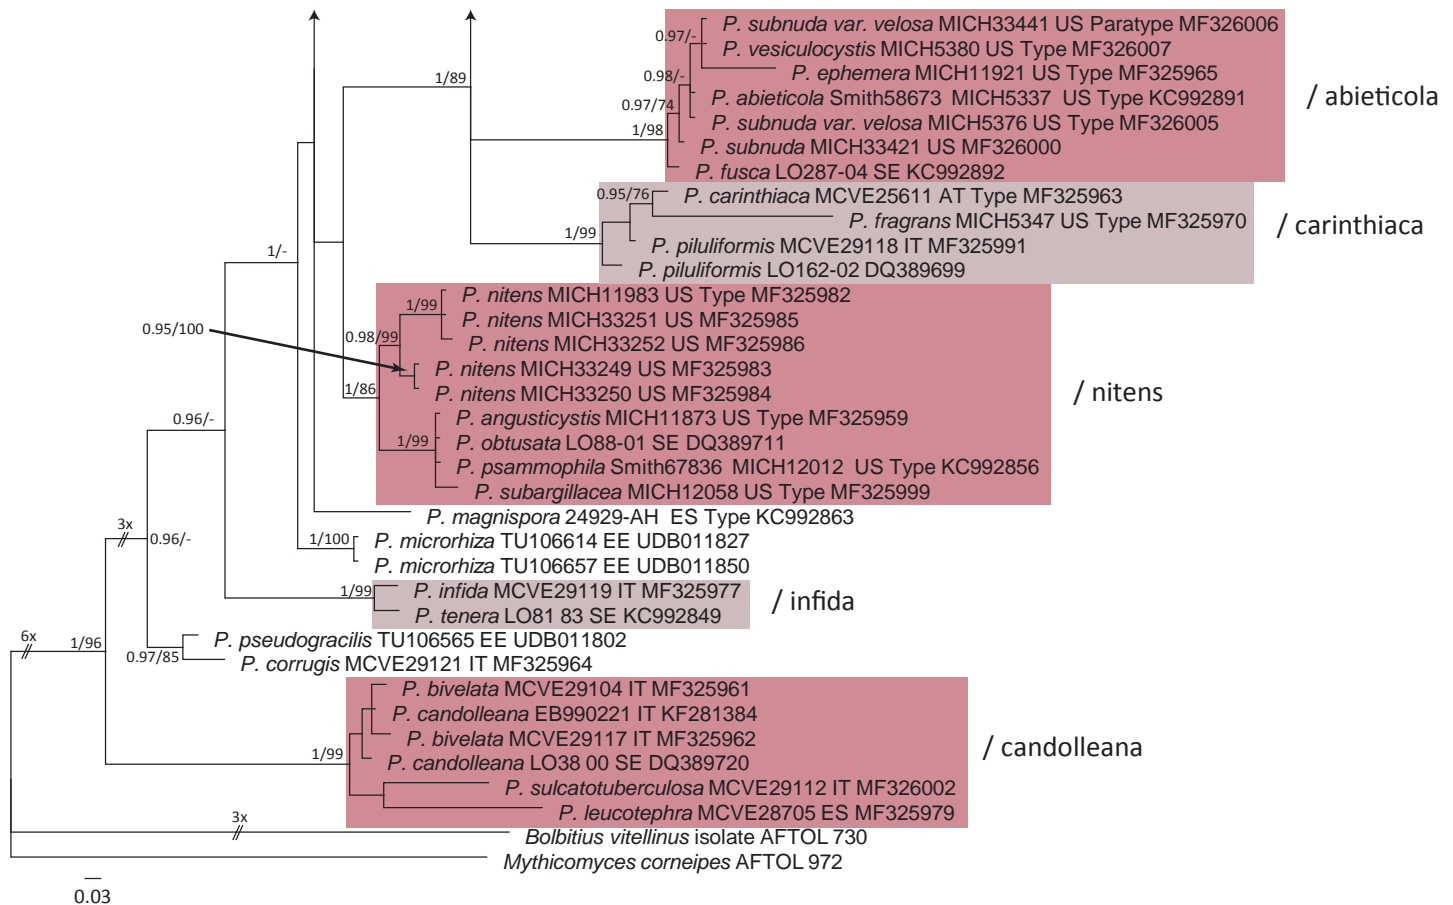 P. subnuda var. velosa MICH33441 US Paratype MF326006
0.97/-
P. vesiculocystis MICH5380 US Type MF326007
1/89
P. ephemera MICH11921 US Type MF325965
0.98/-
P. abieticola Smith58673 MICH5337 US Type KC992891
/ abieticola
0.97/74
P. subnuda var. velosa MICH5376 US Type MF326005
1/98
P. subnuda MICH33421 US MF326000
P. fusca LO287-04 SE KC992892
0.95/76
P. carinthiaca MCVE25611 AT Type MF325963
P. fragrans MICH5347 US Type MF325970
/ carinthiaca
1/99
P. piluliformis MCVE29118 IT MF325991
1/-
P. piluliformis LO162-02 DQ389699
P. nitens MICH11983 US Type MF325982
1/99
P. nitens MICH33251 US MF325985
0.95/100
0.98/99
P. nitens MICH33252 US MF325986
P. nitens MICH33249 US MF325983
1/86
P. nitens MICH33250 US MF325984
/ nitens
0.96/-
P. angusticystis MICH11873 US Type MF325959
1/99
P. obtusata LO88-01 SE DQ389711
P. psammophila Smith67836 MICH12012 US Type KC992856
P. subargillacea MICH12058 US Type MF325999
P. magnispora 24929-AH ES Type KC992863
3x
0.96/-
1/100
P. microrhiza TU106614 EE UDB011827
P. microrhiza TU106657 EE UDB011850
1/99
P. infida MCVE29119 IT MF325977
/ infida
P. tenera LO81 83 SE KC992849
6x
1/96
P. pseudogracilis TU106565 EE UDB011802
0.97/85
P. corrugis MCVE29121 IT MF325964
P. bivelata MCVE29104 IT MF325961
P. candolleana EB990221 IT KF281384
P. bivelata MCVE29117 IT MF325962
/ candolleana
1/99
P. candolleana LO38 00 SE DQ389720
P. sulcatotuberculosa MCVE29112 IT MF326002
P. leucotephra MCVE28705 ES MF325979
3x
Bolbitius vitellinus isolate AFTOL 730
Mythicomyces corneipes AFTOL 972
0.03